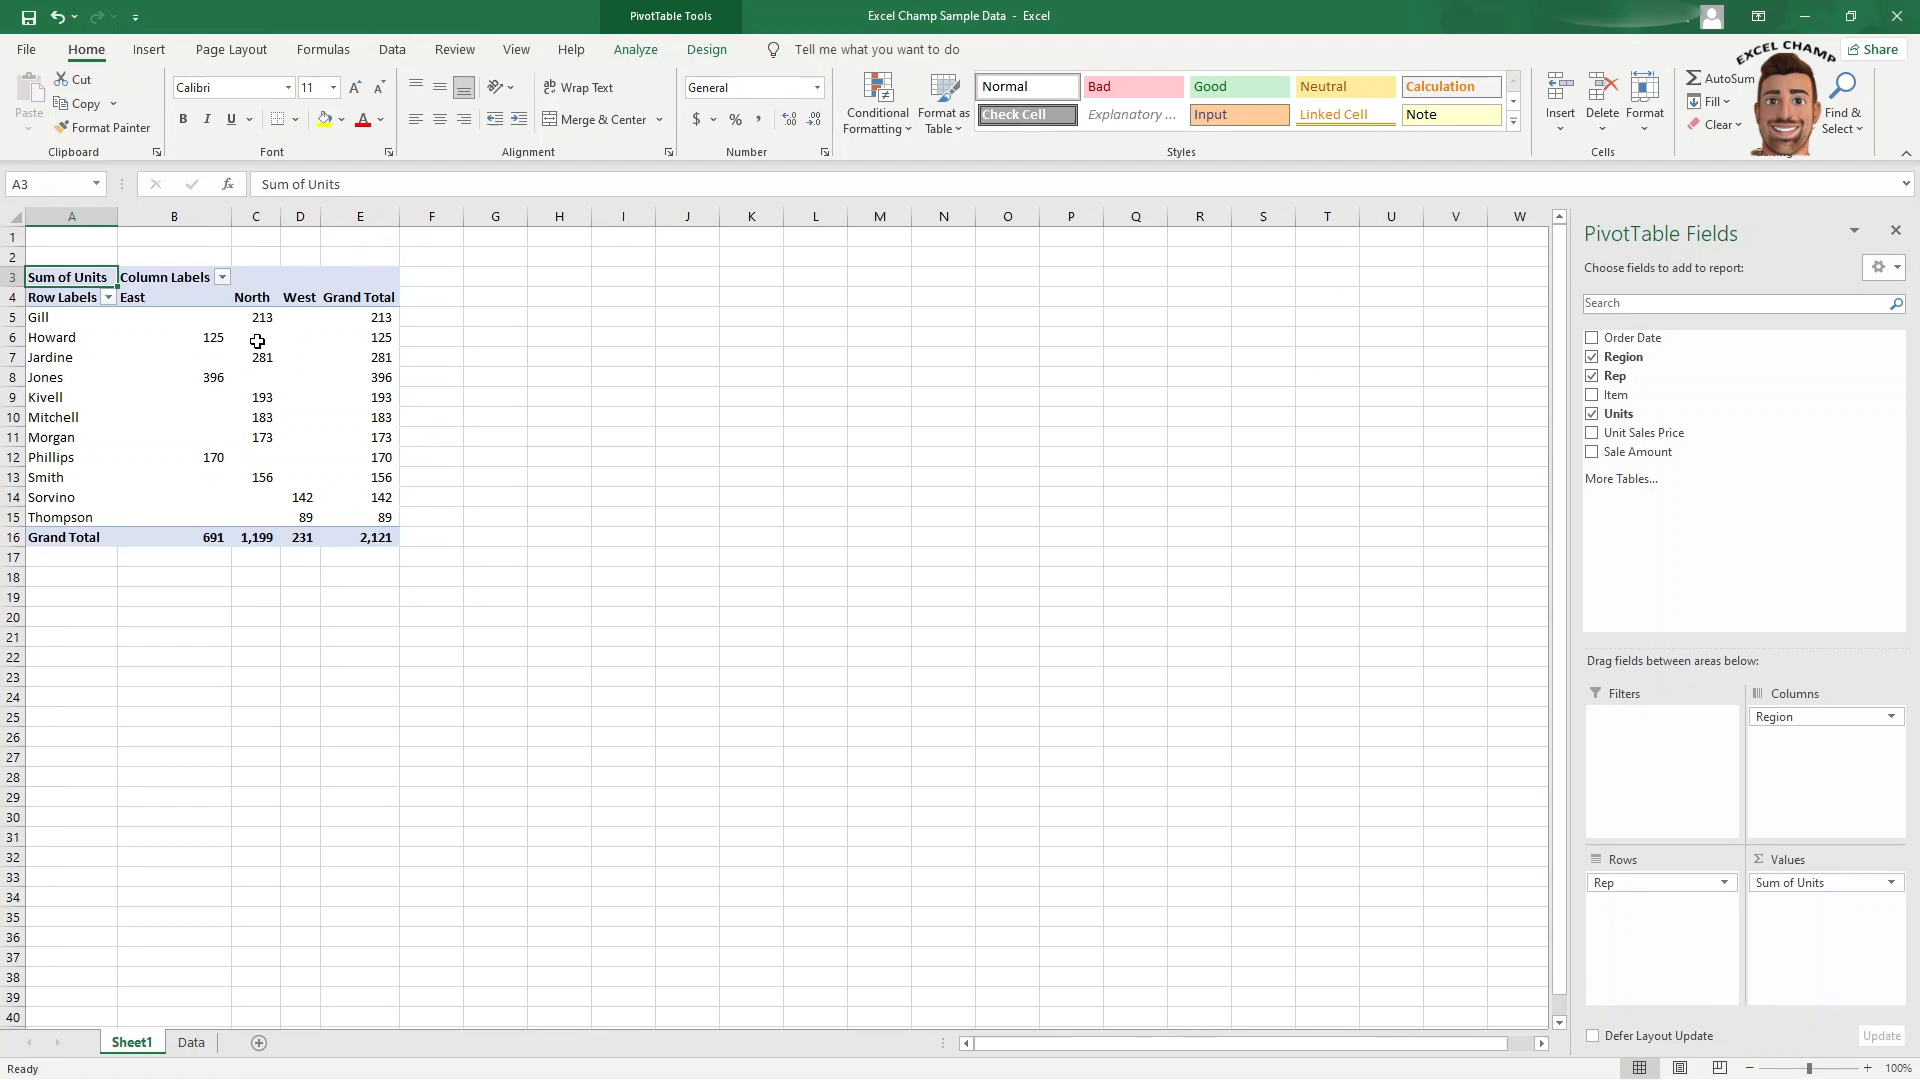 PivotTable Tools
Excel Champ Sample Data - Excel
File Home Insert Page Layout Formulas Data Review View Help Analyze Design Tell me what you want to do
EXCEL CHAMP
Share
Paste
Cut
Copy
Format Painter
Clipboard
Calibri 11
B I U
Font
Wrap Text
Merge & Center
Alignment
General
$ % ,
Number
Conditional Formatting
Format as Table
Normal Bad Good Neutral Calculation
Check Cell Explanatory ... Input Linked Cell Note
Styles
Insert Delete Format
Cells
AutoSum
Fill
Clear
Find & Select
A3 fx Sum of Units
A B C D E F G H I J K L M N O P Q R S T U V W
1
2
3 Sum of Units Column Labels
4 Row Labels East North West Grand Total
5 Gill 213 213
6 Howard 125 125
7 Jardine 281 281
8 Jones 396 396
9 Kivell 193 193
10 Mitchell 183 183
11 Morgan 173 173
12 Phillips 170 170
13 Smith 156 156
14 Sorvino 142 142
15 Thompson 89 89
16 Grand Total 691 1,199 231 2,121
17
18
19
20
21
22
23
24
25
26
27
28
29
30
31
32
33
34
35
36
37
38
39
40
PivotTable Fields
Choose fields to add to report:
Search
Order Date
Region
Rep
Item
Units
Unit Sales Price
Sale Amount
More Tables...
Drag fields between areas below:
Filters
Columns
Region
Rows
Rep
Values
Sum of Units
Defer Layout Update
Update
Sheet1 Data
Ready
100%